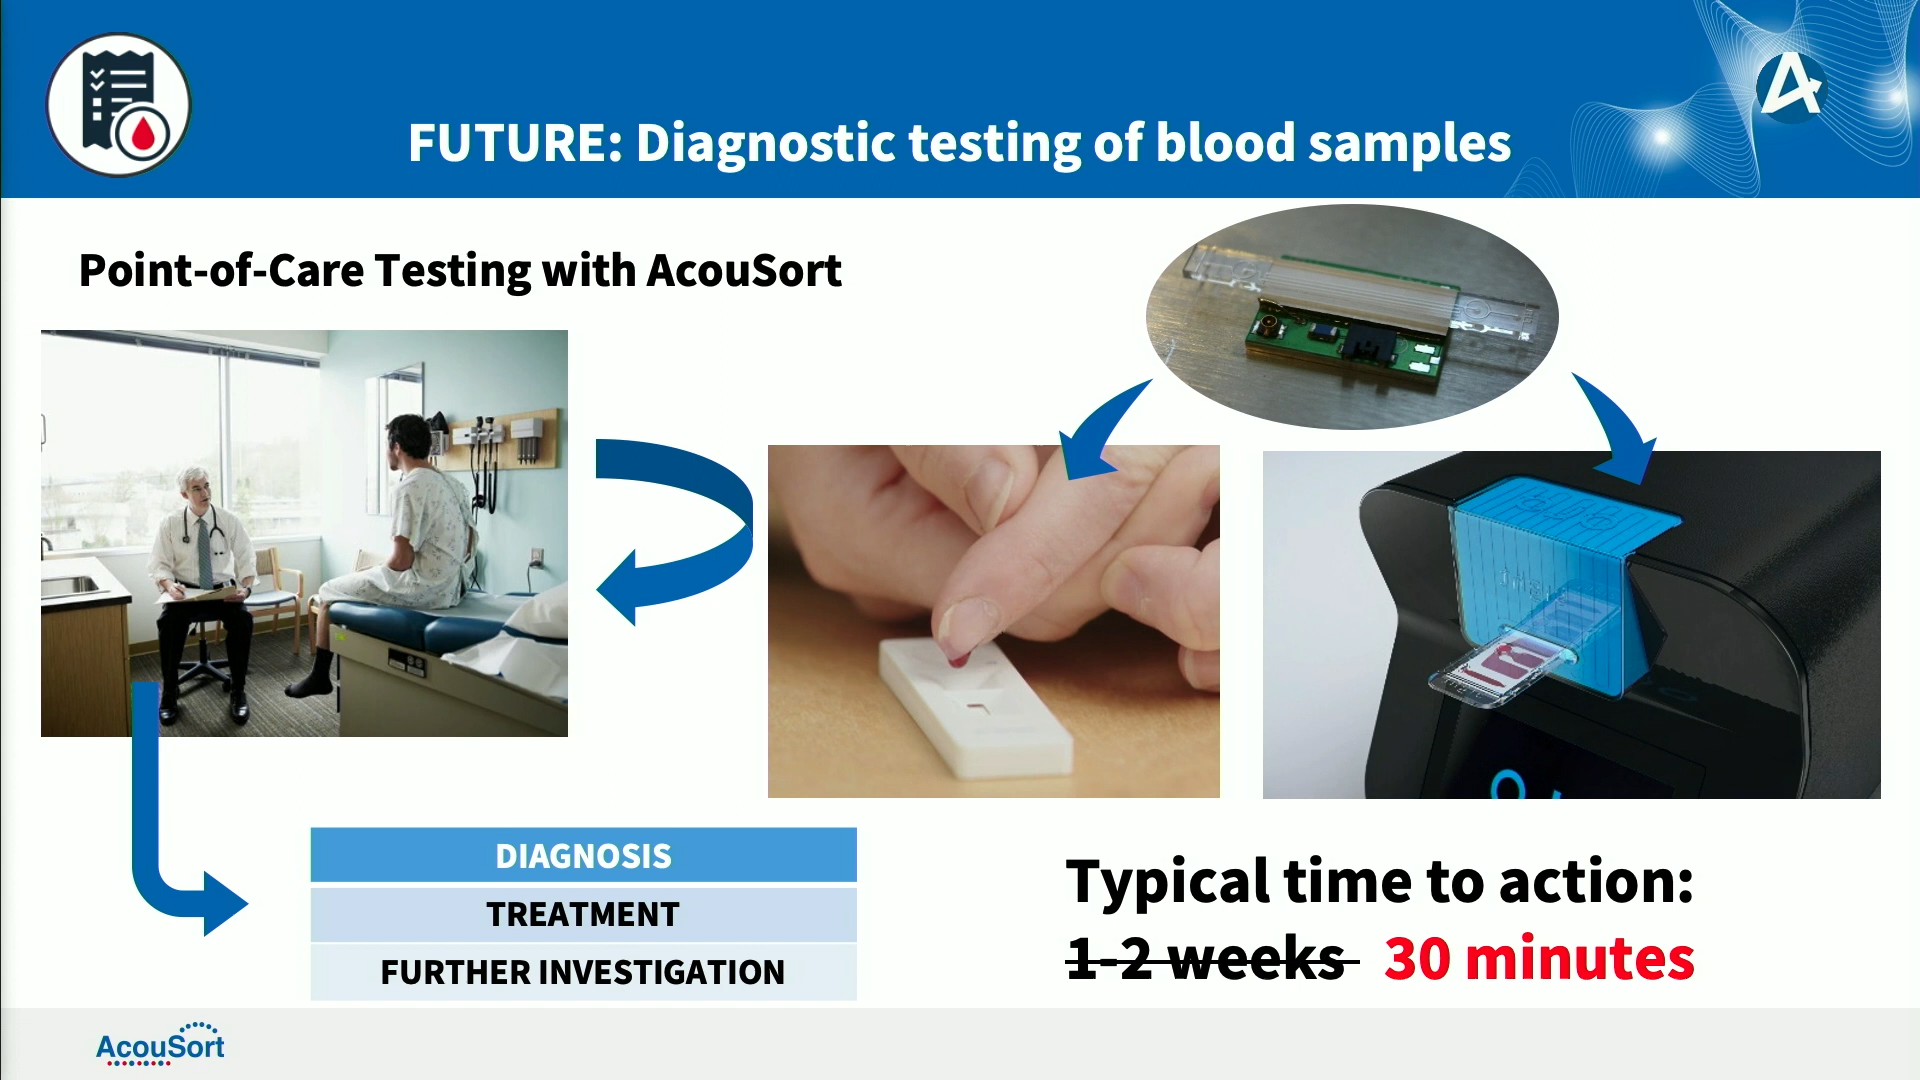 FUTURE: Diagnostic testing of blood samples
Point-of-Care Testing with AcouSort
DIAGNOSIS
TREATMENT
FURTHER INVESTIGATION
Typical time to action:
1-2 weeks 30 minutes
AcouSort